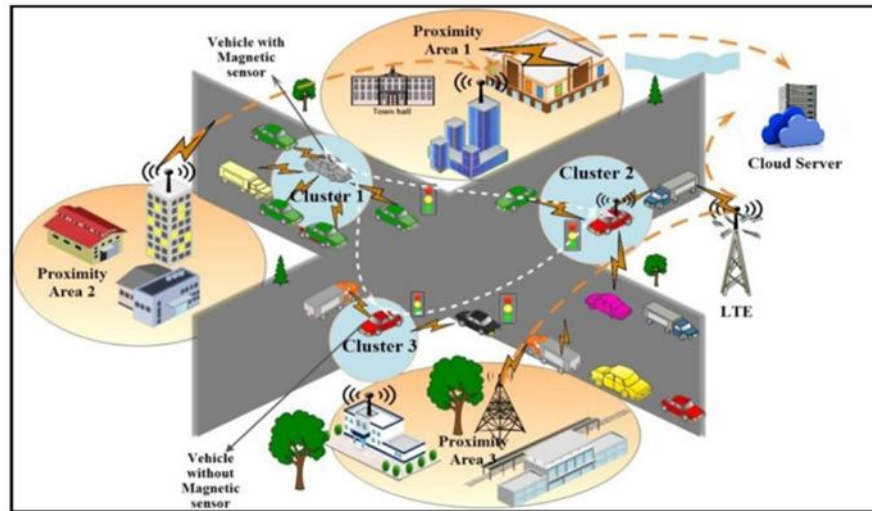 Vehicle with
Magnetic
sensor
Proximity
Area 1
Town hall
Cloud Server
Cluster 1
Cluster 2
Proximity
Area 2
LTE
Cluster 3
Proximity
Area 3
Vehicle
without
Magnetic
sensor